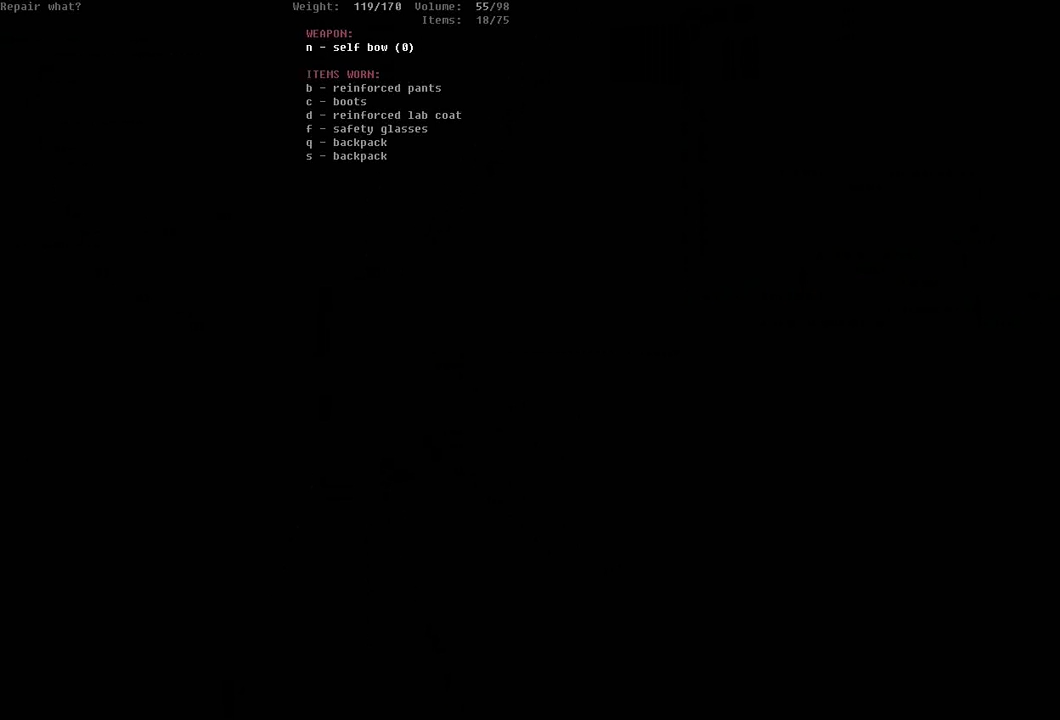 Repair what? Weight: 119/170 Volume: 55/98
Items: 18/75
WEAPON:
n - self bow (0)
ITEMS WORN:
b - reinforced pants
c - boots
d - reinforced lab coat
f - safety glasses
q - backpack
s - backpack